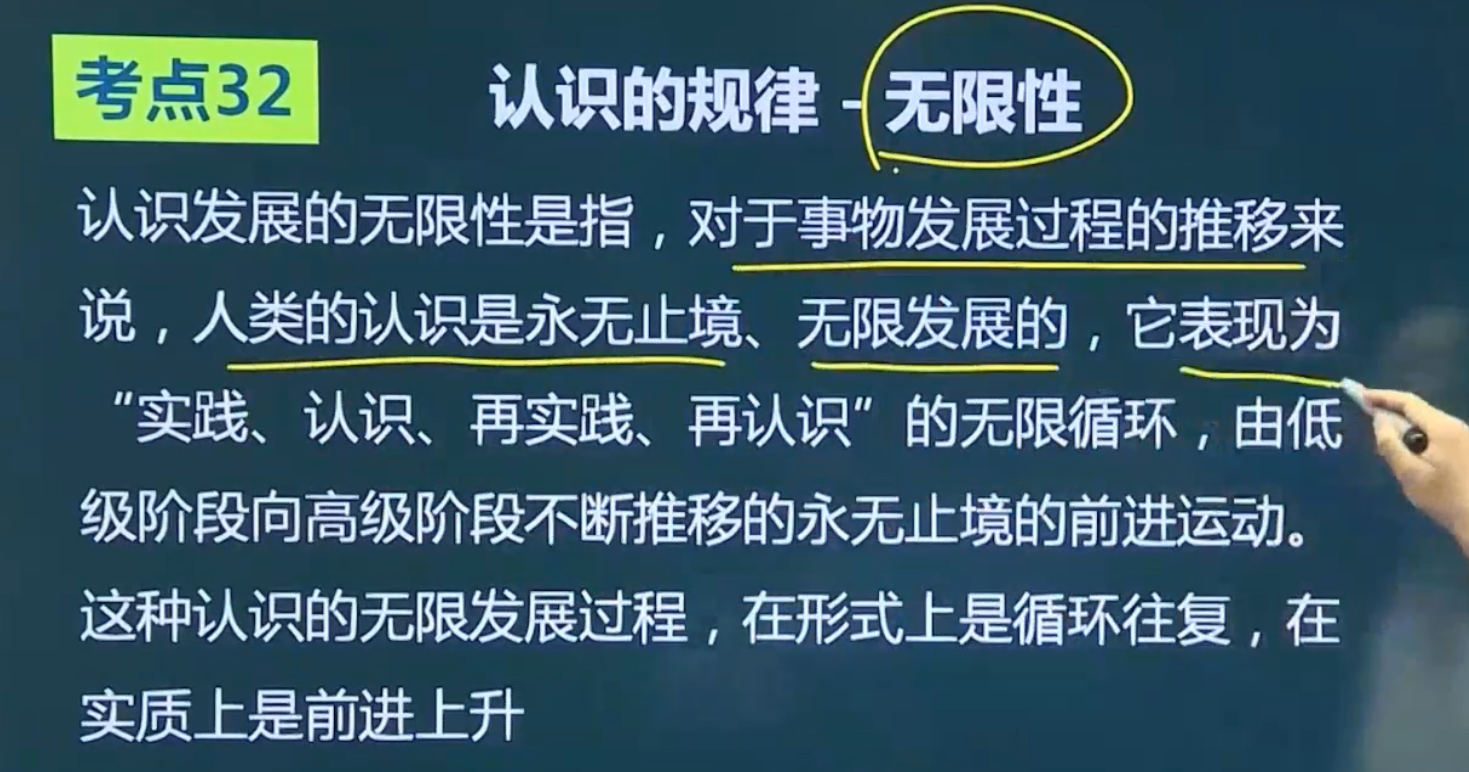 考点32
认识的规律-无限性
认识发展的无限性是指，对于事物发展过程的推移来
说，人类的认识是永无止境、无限发展的，它表现为
“实践、认识、再实践、再认识”的无限循环，由低
级阶段向高级阶段不断推移的永无止境的前进运动。
这种认识的无限发展过程，在形式上是循环往复，在
实质上是前进上升